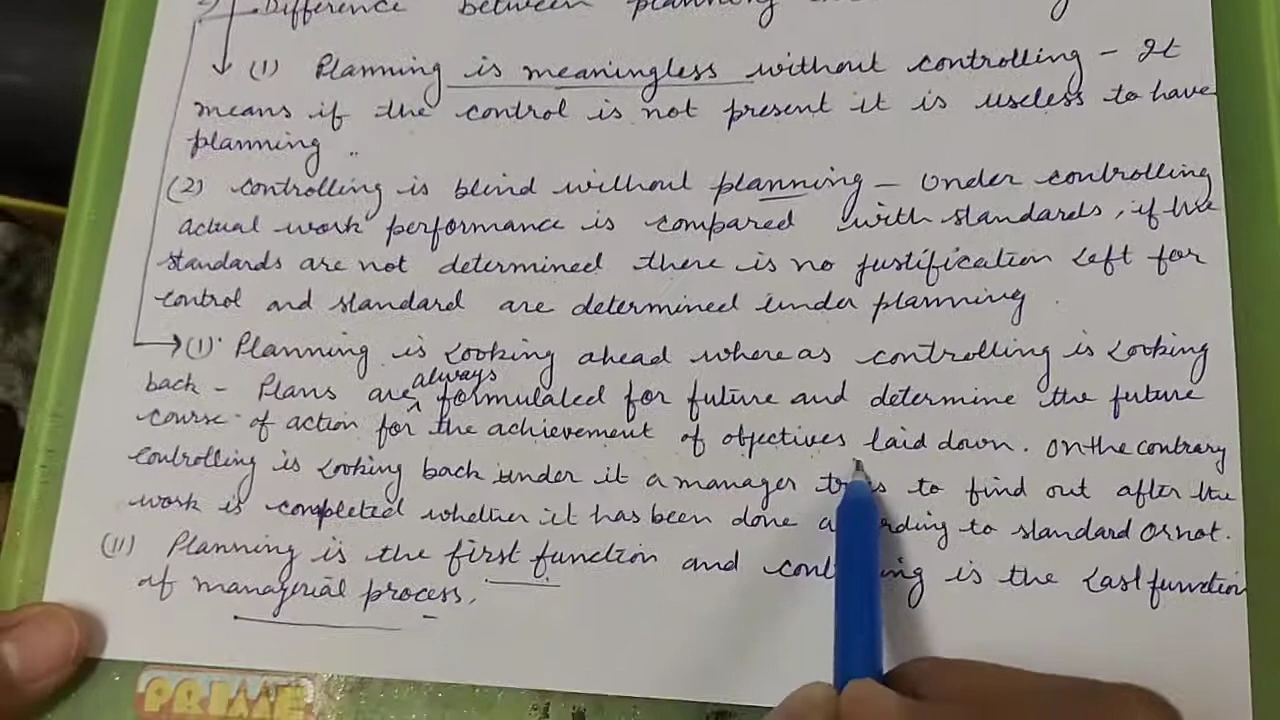 Difference between planning
(1) Planning is meaningless without controlling - It
means if the control is not present it is useless to have
planning ..
(2) controlling is blind without planning - Under controlling
actual work performance is compared with standards, if the
standards are not determined there is no justification left for
control and standard are determined under planning
(1) Planning is looking ahead where as controlling is looking
back - Plans are always formulated for future and determine the future
course of action for the achievement of objectives laid down. on the contrary
controlling is looking back under it a manager to find out after the
work is completed whether it has been done to standard or not.
(11) Planning is the first function and is the last function
of managerial process.
PRIME